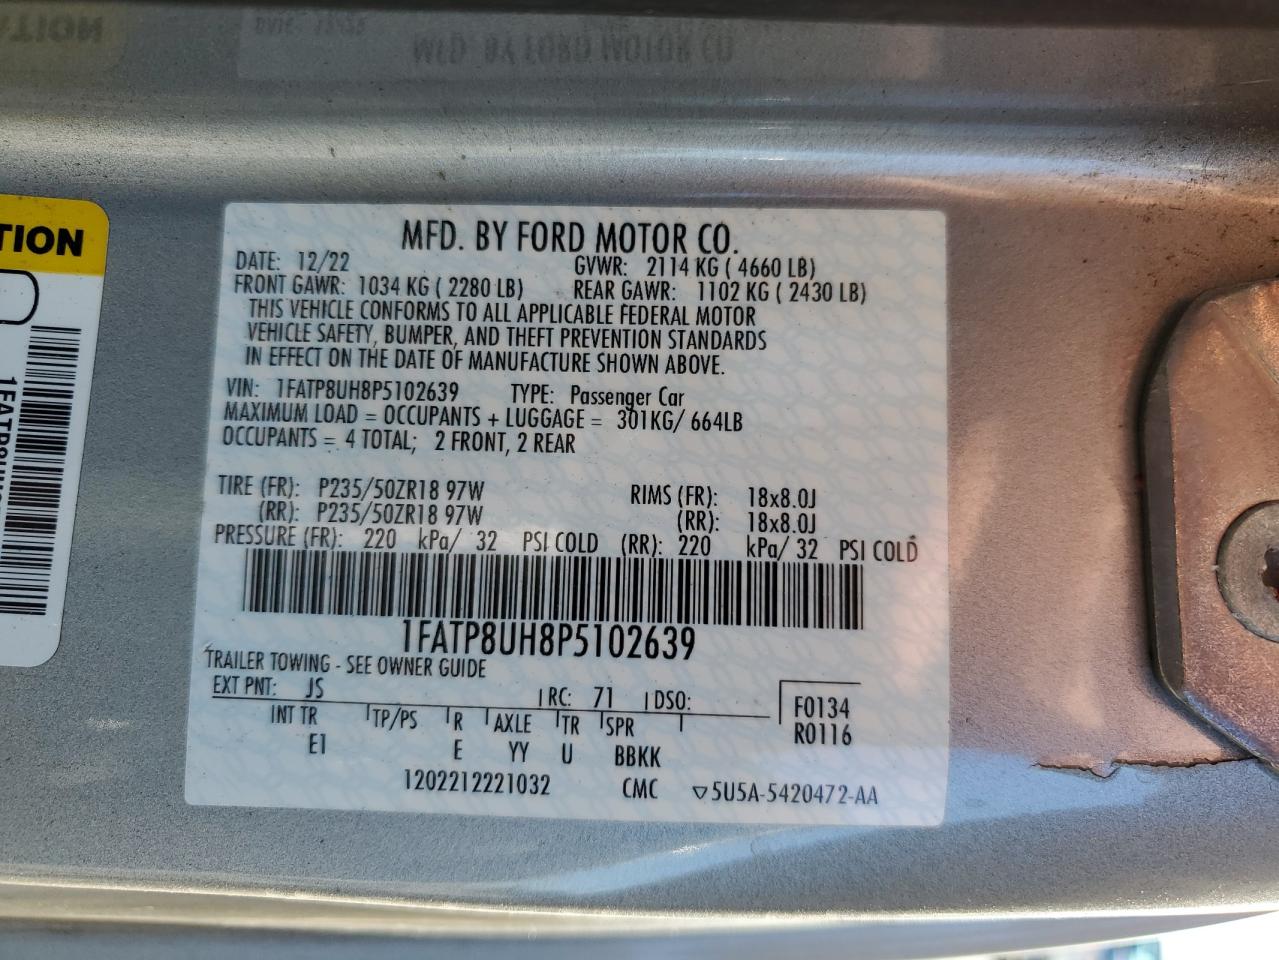 MFD. BY FORD MOTOR CO
TION
MFD. BY FORD MOTOR CO.
DATE: 12/22 GVWR: 2114 KG ( 4660 LB)
FRONT GAWR: 1034 KG ( 2280 LB) REAR GAWR: 1102 KG ( 2430 LB)
THIS VEHICLE CONFORMS TO ALL APPLICABLE FEDERAL MOTOR
VEHICLE SAFETY, BUMPER, AND THEFT PREVENTION STANDARDS
IN EFFECT ON THE DATE OF MANUFACTURE SHOWN ABOVE.
VIN: 1FATP8UH8P5102639 TYPE: Passenger Car
MAXIMUM LOAD = OCCUPANTS + LUGGAGE = 301KG/ 664LB
OCCUPANTS = 4 TOTAL; 2 FRONT, 2 REAR
TIRE (FR): P235/50ZR18 97W RIMS (FR): 18x8.0J
(RR): P235/50ZR18 97W (RR): 18x8.0J
PRESSURE (FR): 220 kPa/ 32 PSI COLD (RR): 220 kPa/ 32 PSI COLD
1FATP8UH8P5102639
TRAILER TOWING - SEE OWNER GUIDE
EXT PNT: JS RC: 71 DSO: F0134
INT TR TP/PS R AXLE TR SPR R0116
E1 E YY U BBKK
1202212221032 CMC ▽5U5A-5420472-AA